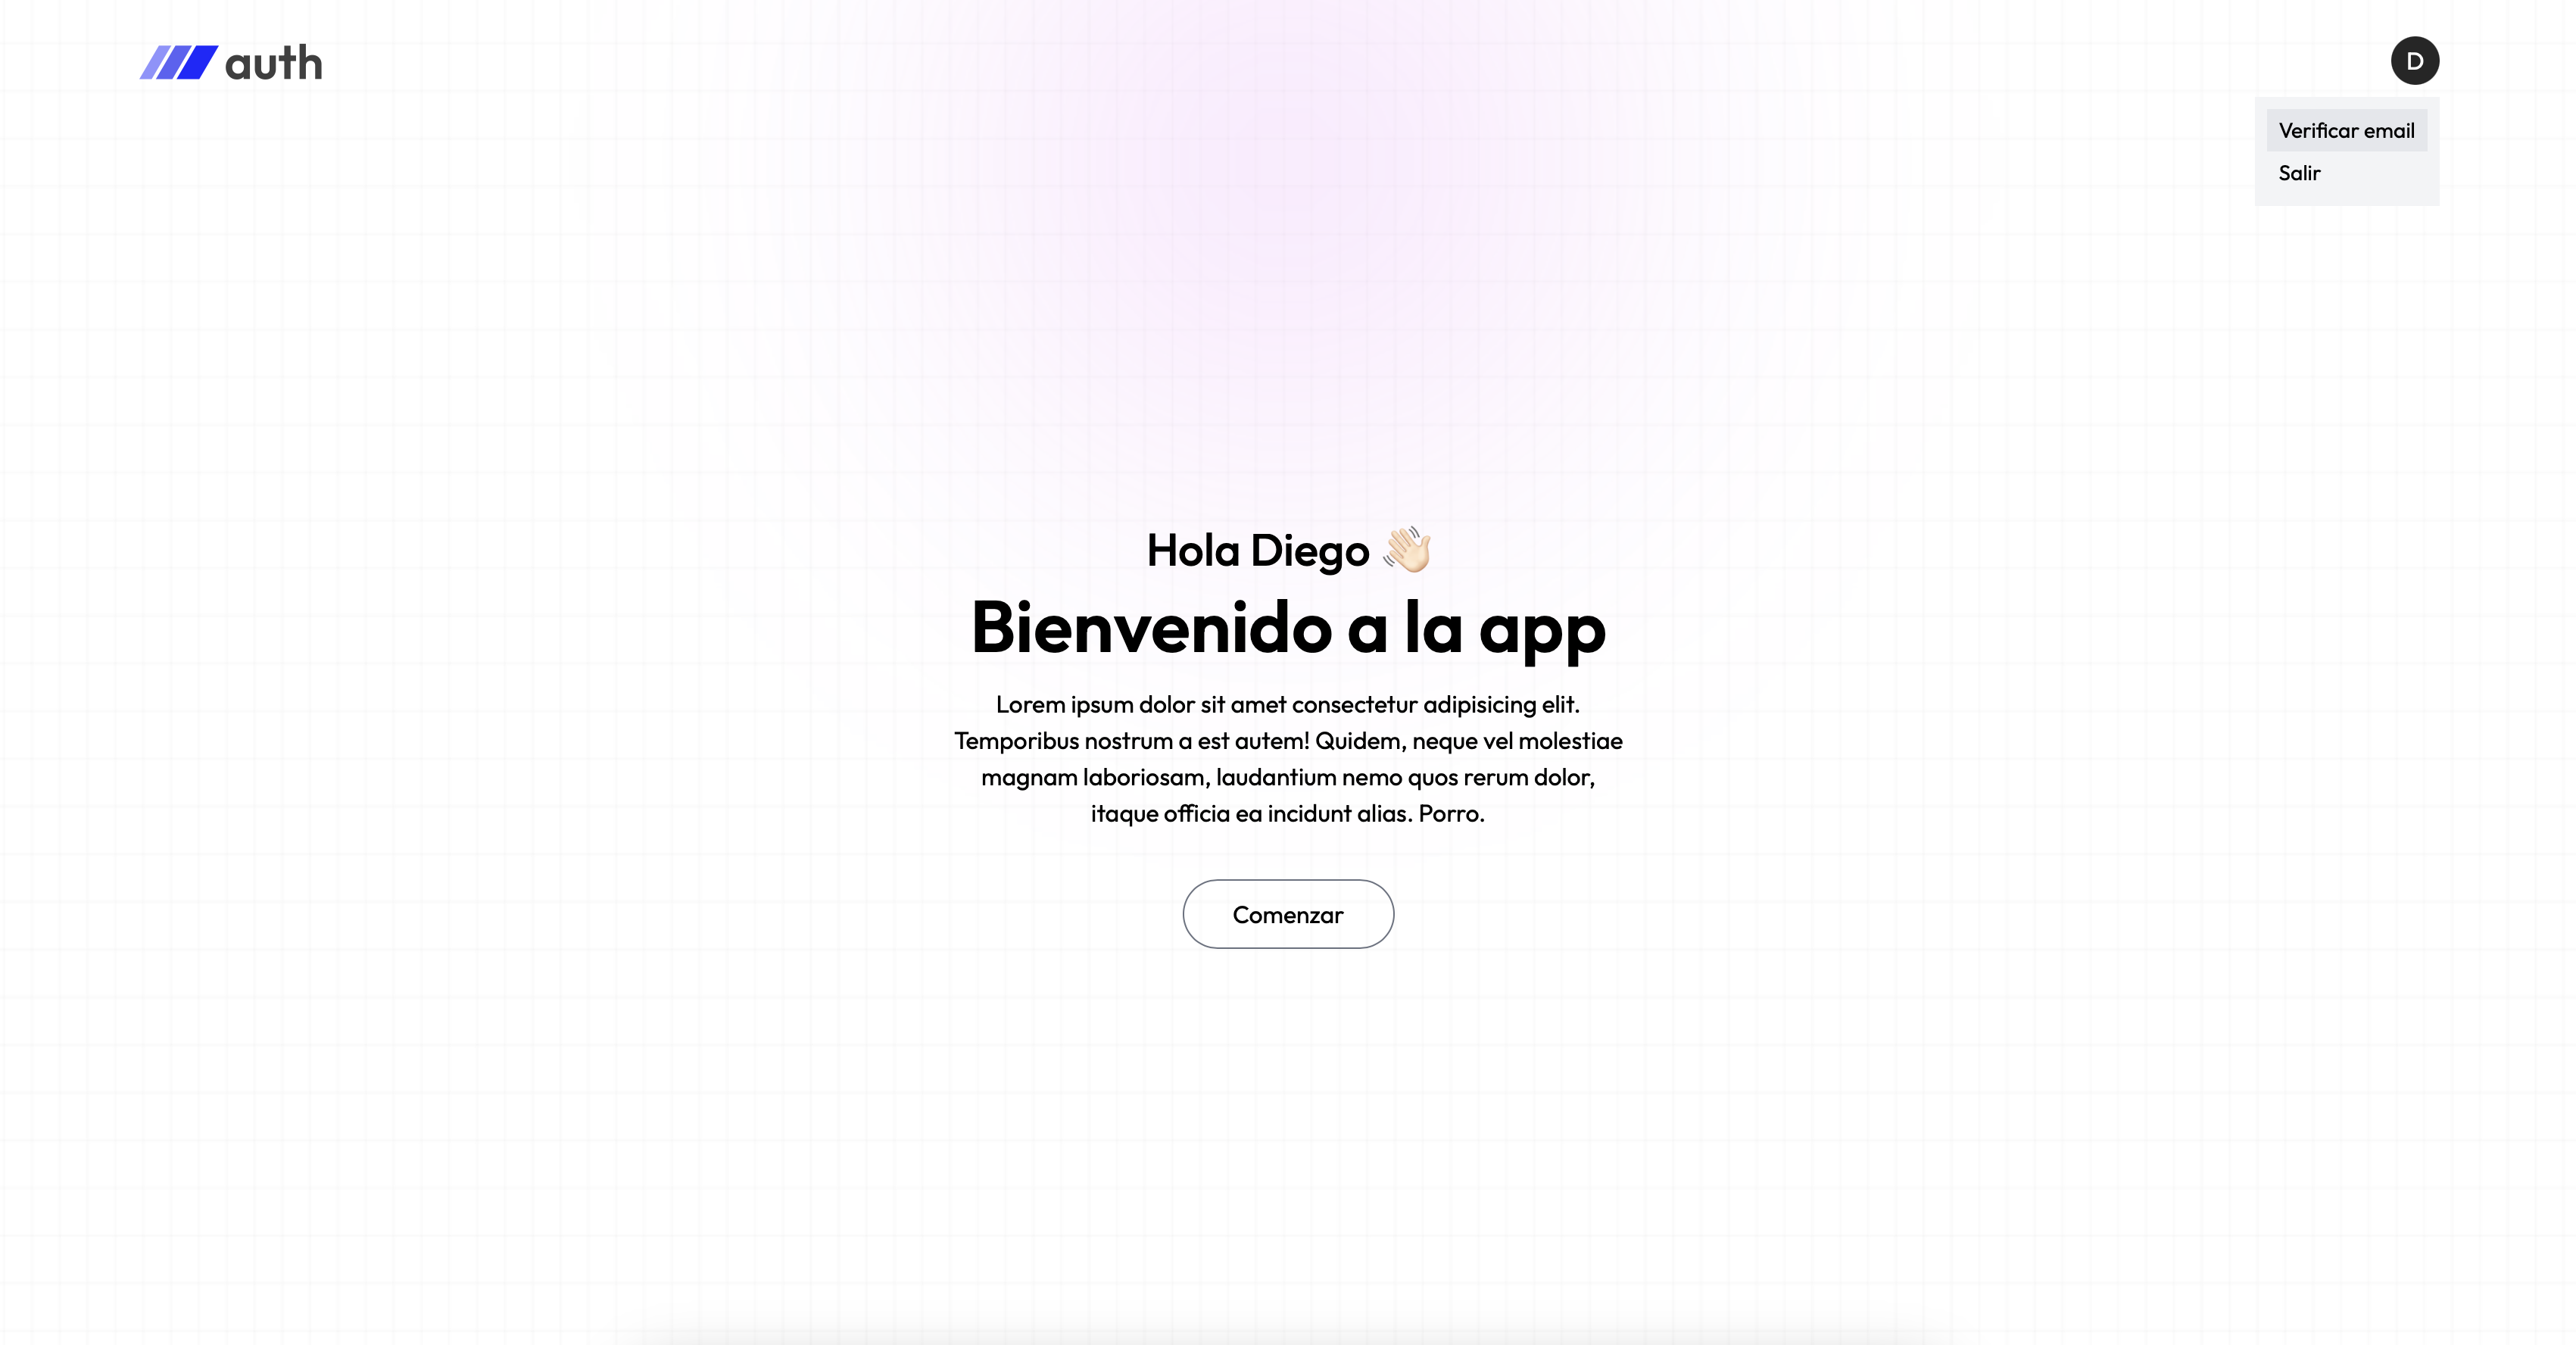 auth
D
Verificar email
Salir
Hola Diego 👋🏻
Bienvenido a la app
Lorem ipsum dolor sit amet consectetur adipisicing elit.
Temporibus nostrum a est autem! Quidem, neque vel molestiae
magnam laboriosam, laudantium nemo quos rerum dolor,
itaque officia ea incidunt alias. Porro.
Comenzar